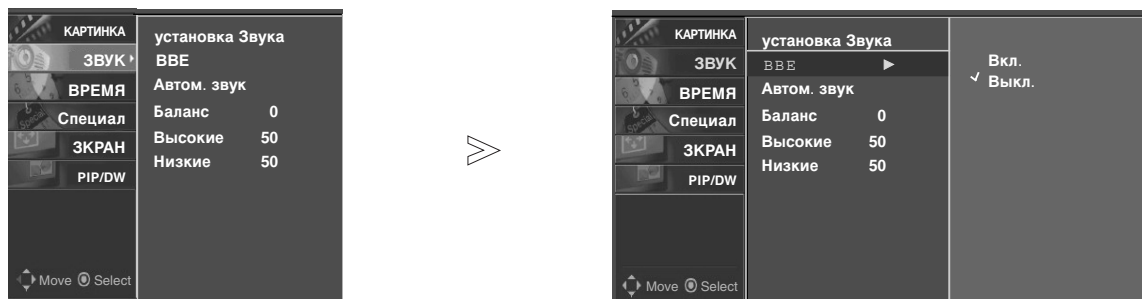 КАРТИНКА
ЗВУК
ВРЕМЯ
Специал
ЗКРАН
PIP/DW
Move Select
установка Звука
BBE
Автом. звук
Баланс 0
Высокие 50
Низкие 50
КАРТИНКА
ЗВУК
ВРЕМЯ
Специал
ЗКРАН
PIP/DW
Move Select
установка Звука
BBE
Автом. звук
Баланс 0
Высокие 50
Низкие 50
Вкл.
Выкл.